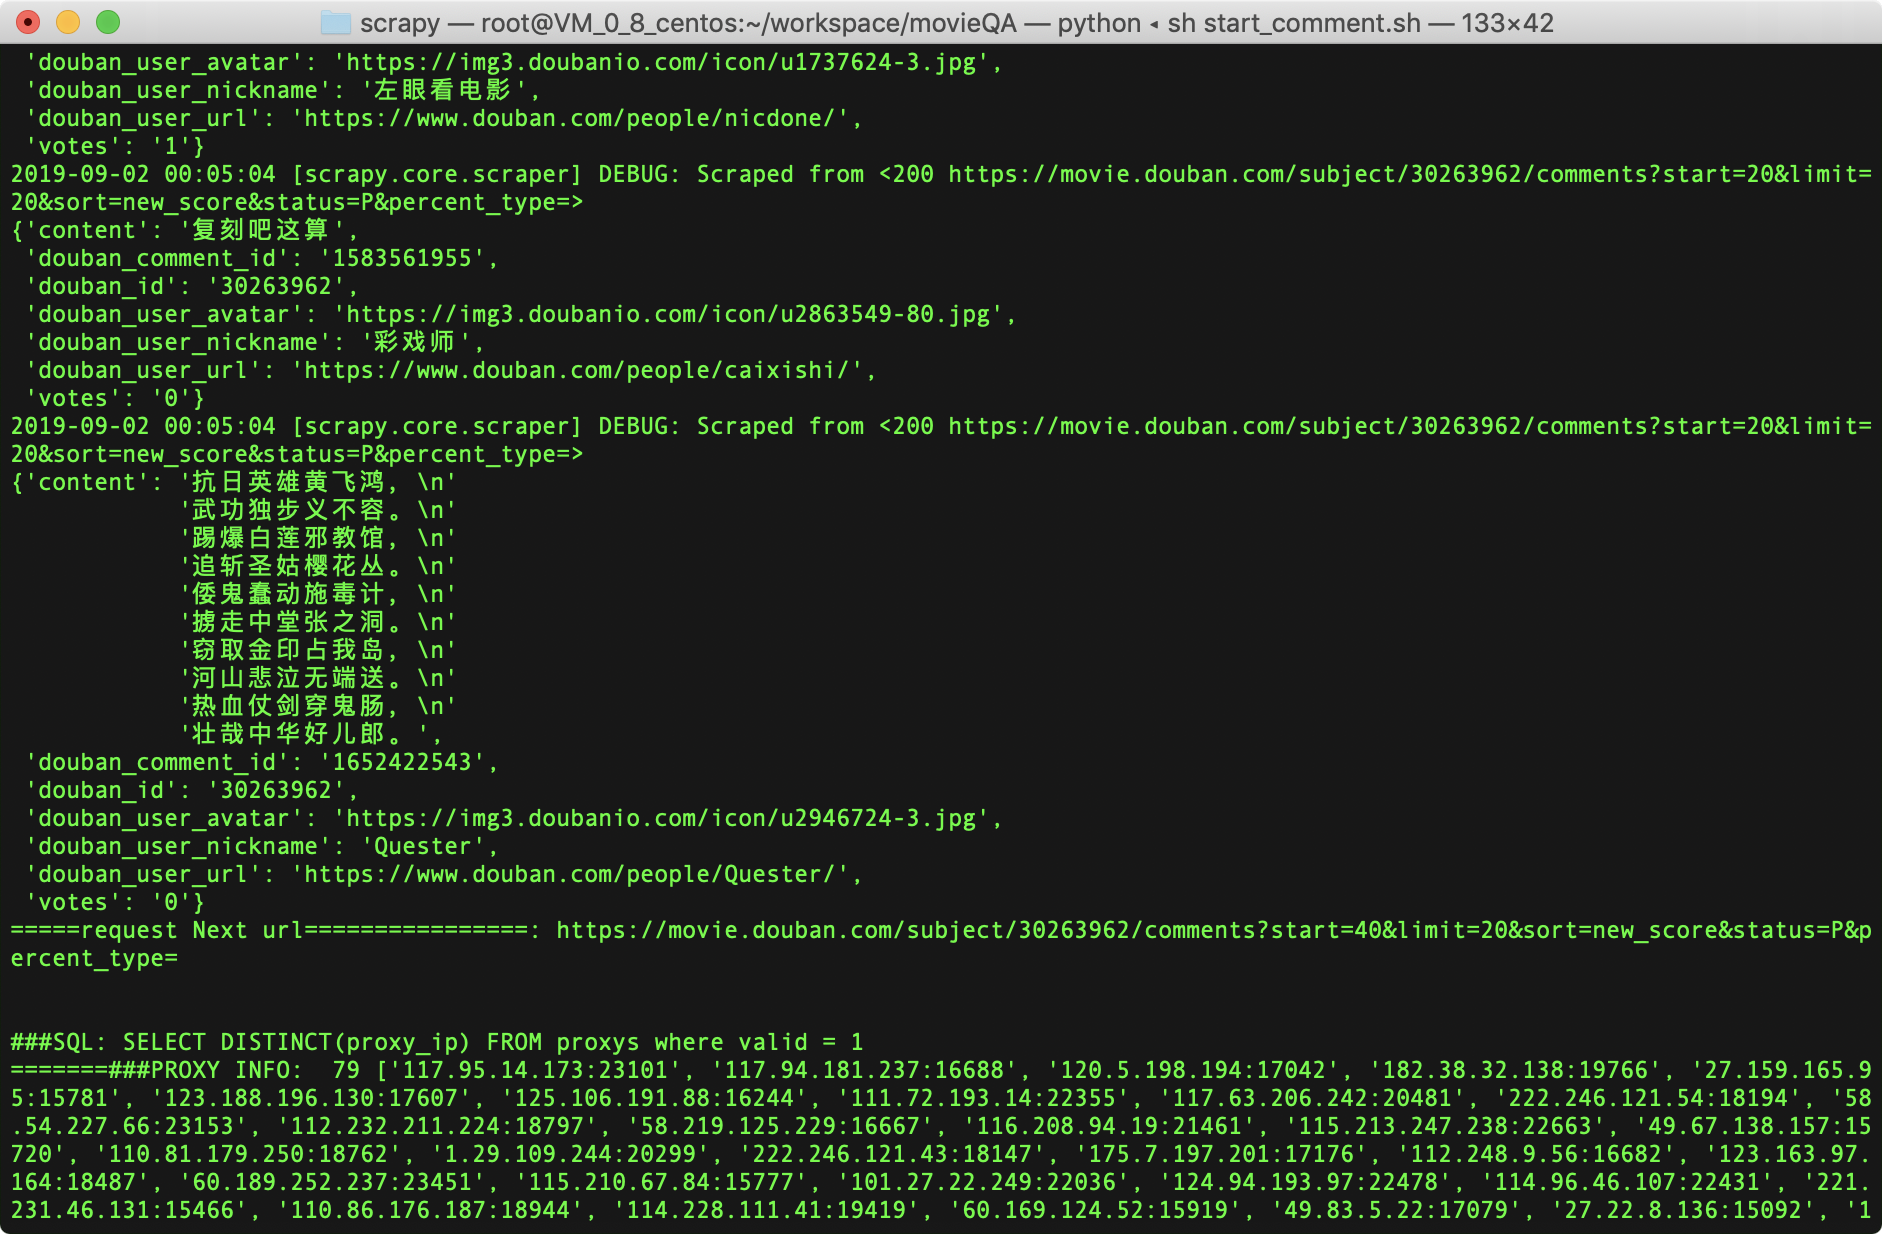 scrapy — root@VM_0_8_centos:~/workspace/movieQA — python ◂ sh start_comment.sh — 133×42
'douban_user_avatar': 'https://img3.doubanio.com/icon/u1737624-3.jpg',
'douban_user_nickname': '左眼看电影',
'douban_user_url': 'https://www.douban.com/people/nicdone/',
'votes': '1'}
2019-09-02 00:05:04 [scrapy.core.scraper] DEBUG: Scraped from <200 https://movie.douban.com/subject/30263962/comments?start=20&limit=
20&sort=new_score&status=P&percent_type=>
{'content': '复刻吧这算',
'douban_comment_id': '1583561955',
'douban_id': '30263962',
'douban_user_avatar': 'https://img3.doubanio.com/icon/u2863549-80.jpg',
'douban_user_nickname': '彩戏师',
'douban_user_url': 'https://www.douban.com/people/caixishi/',
'votes': '0'}
2019-09-02 00:05:04 [scrapy.core.scraper] DEBUG: Scraped from <200 https://movie.douban.com/subject/30263962/comments?start=20&limit=
20&sort=new_score&status=P&percent_type=>
{'content': '抗日英雄黄飞鸿, \n'
'武功独步义不容。\n'
'踢爆白莲邪教馆, \n'
'追斩圣姑樱花丛。\n'
'倭鬼蠢动施毒计, \n'
'掳走中堂张之洞。\n'
'窃取金印占我岛, \n'
'河山悲泣无端送。\n'
'热血仗剑穿鬼肠, \n'
'壮哉中华好儿郎。',
'douban_comment_id': '1652422543',
'douban_id': '30263962',
'douban_user_avatar': 'https://img3.doubanio.com/icon/u2946724-3.jpg',
'douban_user_nickname': 'Quester',
'douban_user_url': 'https://www.douban.com/people/Quester/',
'votes': '0'}
=====request Next url================: https://movie.douban.com/subject/30263962/comments?start=40&limit=20&sort=new_score&status=P&p
ercent_type=
###SQL: SELECT DISTINCT(proxy_ip) FROM proxys where valid = 1
=======###PROXY INFO:  79 ['117.95.14.173:23101', '117.94.181.237:16688', '120.5.198.194:17042', '182.38.32.138:19766', '27.159.165.9
5:15781', '123.188.196.130:17607', '125.106.191.88:16244', '111.72.193.14:22355', '117.63.206.242:20481', '222.246.121.54:18194', '58
.54.227.66:23153', '112.232.211.224:18797', '58.219.125.229:16667', '116.208.94.19:21461', '115.213.247.238:22663', '49.67.138.157:15
720', '110.81.179.250:18762', '1.29.109.244:20299', '222.246.121.43:18147', '175.7.197.201:17176', '112.248.9.56:16682', '123.163.97.
164:18487', '60.189.252.237:23451', '115.210.67.84:15777', '101.27.22.249:22036', '124.94.193.97:22478', '114.96.46.107:22431', '221.
231.46.131:15466', '110.86.176.187:18944', '114.228.111.41:19419', '60.169.124.52:15919', '49.83.5.22:17079', '27.22.8.136:15092', '1